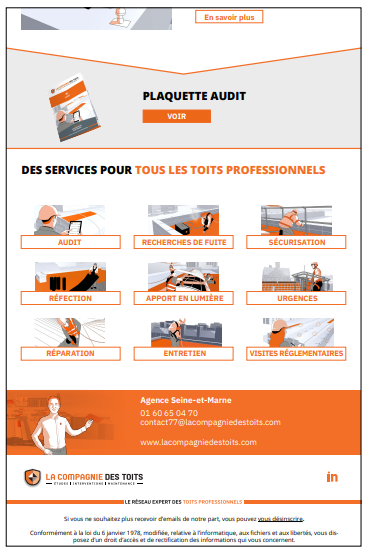 En savoir plus
PLAQUETTE AUDIT
VOIR
DES SERVICES POUR TOUS LES TOITS PROFESSIONNELS
AUDIT
RECHERCHES DE FUITE
SÉCURISATION
RÉFECTION
APPORT EN LUMIÈRE
URGENCES
RÉPARATION
ENTRETIEN
VISITES RÈGLEMENTAIRES
Agence Seine-et-Marne
01 60 65 04 70
contact77@lacompagniedestoits.com
www.lacompagniedestoits.com
LA COMPAGNIE DES TOITS
ÉTUDES | INTERVENTIONS | MAINTENANCE
in
LE RÉSEAU EXPERT DES TOITS PROFESSIONNELS
Si vous ne souhaitez plus recevoir d'emails de notre part, vous pouvez vous désinscrire.
Conformément à la loi du 6 janvier 1978, modifiée, relative à l'informatique, aux fichiers et aux libertés, vous dis-
posez d'un droit d'accès et de rectification des informations qui vous concernent.